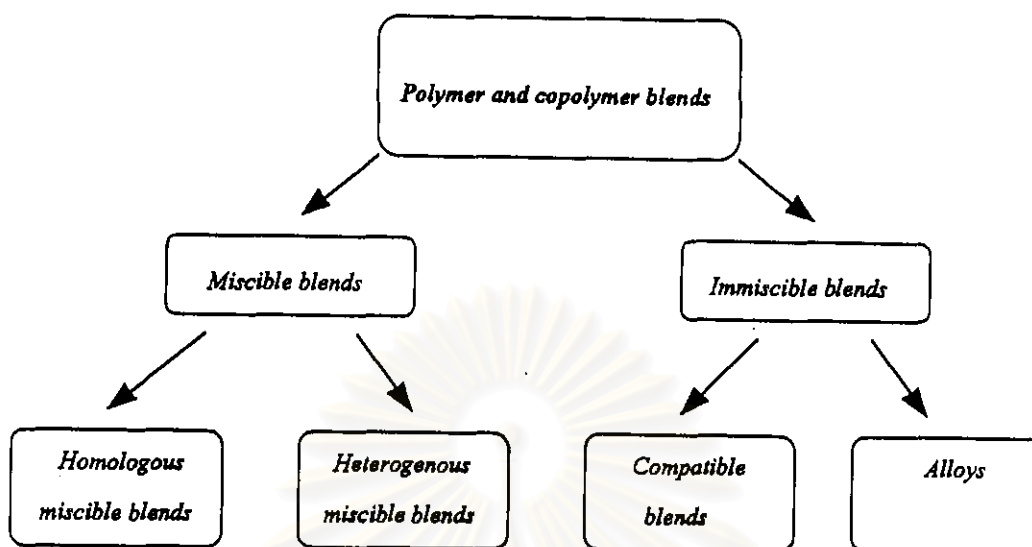 Polymer and copolymer blends
Miscible blends
Immiscible blends
Homologous
miscible blends
Heterogenous
miscible blends
Compatible
blends
Alloys